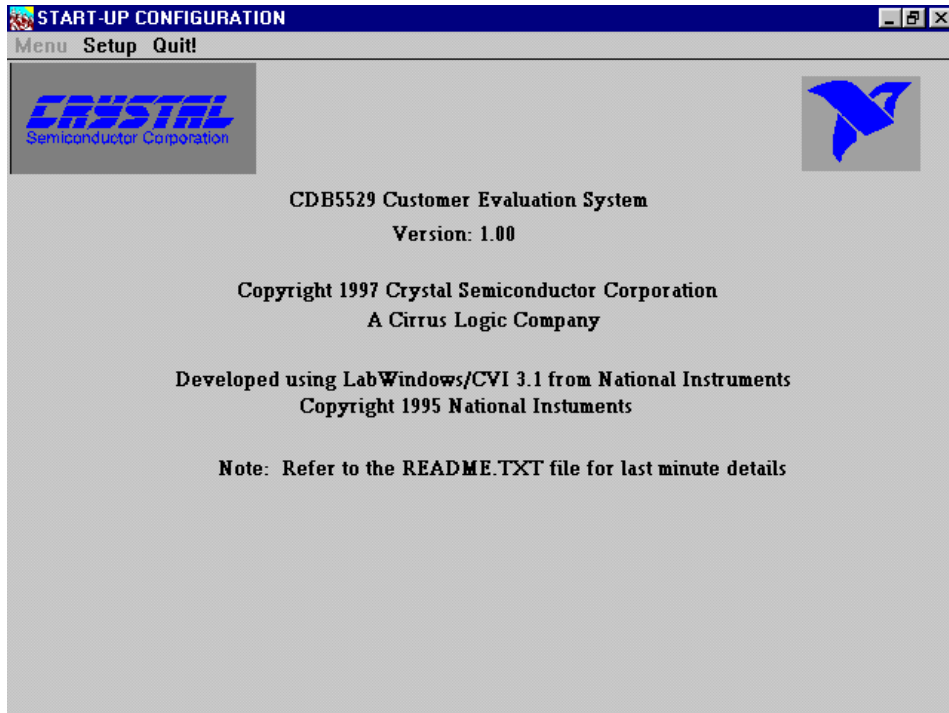 START-UP CONFIGURATION
Menu Setup Quit!
CRYSTAL
Semiconductor Corporation
CDB5529 Customer Evaluation System
Version: 1.00
Copyright 1997 Crystal Semiconductor Corporation
A Cirrus Logic Company
Developed using LabWindows/CVI 3.1 from National Instruments
Copyright 1995 National Instuments
Note: Refer to the README.TXT file for last minute details